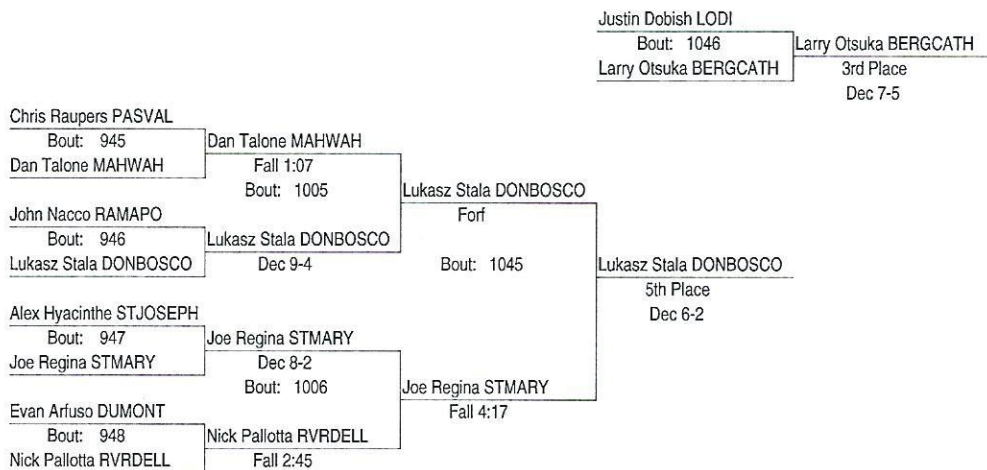 Justin Dobish LODI
Bout: 1046
Larry Otsuka BERGCATH
Larry Otsuka BERGCATH
3rd Place
Dec 7-5
Chris Raupers PASVAL
Bout: 945
Dan Talone MAHWAH
Dan Talone MAHWAH
Fall 1:07
Bout: 1005
John Nacco RAMAPO
Bout: 946
Lukasz Stala DONBOSCO
Lukasz Stala DONBOSCO
Dec 9-4
Lukasz Stala DONBOSCO
Forf
Bout: 1045
Alex Hyacinthe STJOSEPH
Bout: 947
Joe Regina STMARY
Joe Regina STMARY
Dec 8-2
Bout: 1006
Evan Arfuso DUMONT
Bout: 948
Nick Pallotta RVRDELL
Nick Pallotta RVRDELL
Fall 2:45
Joe Regina STMARY
Fall 4:17
Lukasz Stala DONBOSCO
5th Place
Dec 6-2